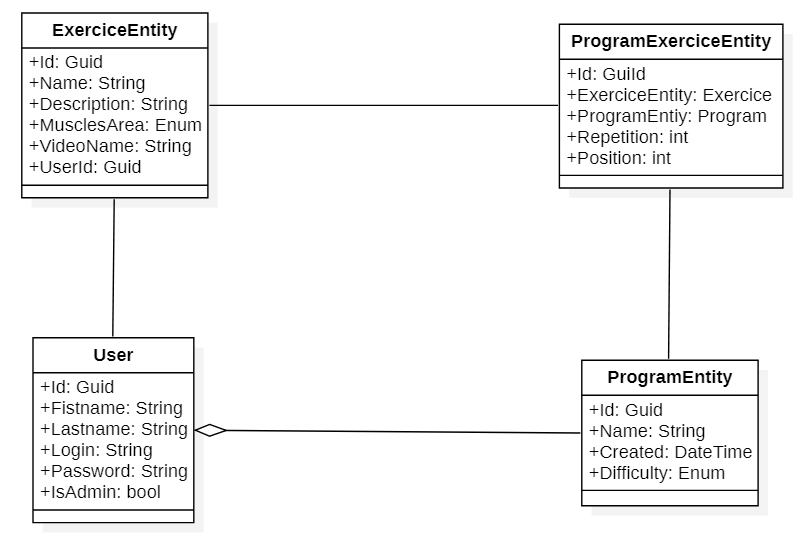 ExerciceEntity
+Id: Guid
+Name: String
+Description: String
+MusclesArea: Enum
+VideoName: String
+UserId: Guid
ProgramExerciceEntity
+Id: GuiId
+ExerciceEntity: Exercice
+ProgramEntiy: Program
+Repetition: int
+Position: int
User
+Id: Guid
+Fistname: String
+Lastname: String
+Login: String
+Password: String
+IsAdmin: bool
ProgramEntity
+Id: Guid
+Name: String
+Created: DateTime
+Difficulty: Enum